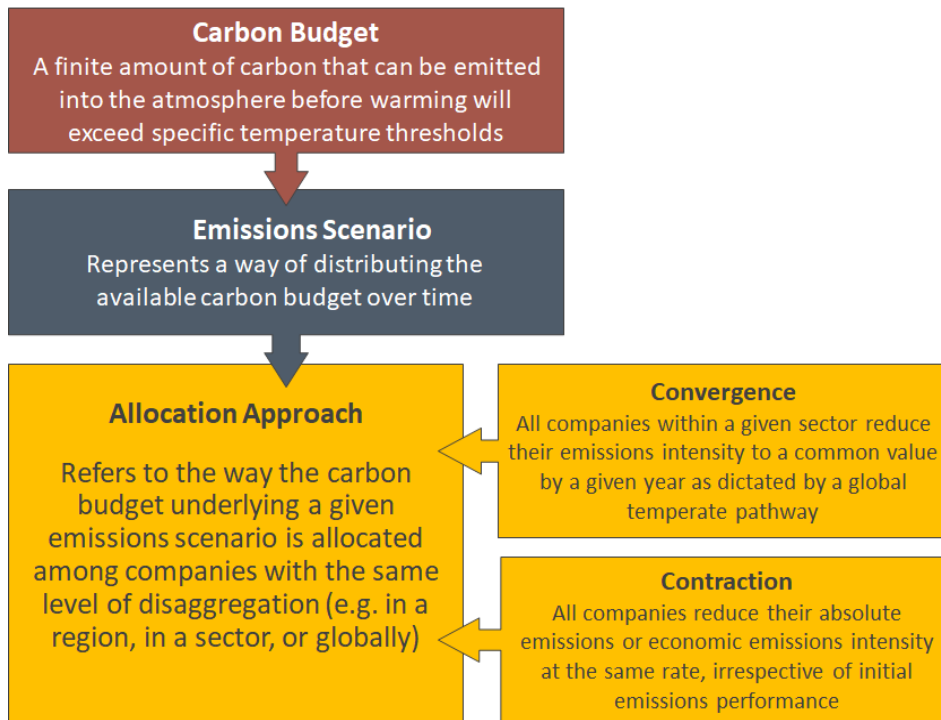 Carbon Budget
A finite amount of carbon that can be emitted
into the atmosphere before warming will
exceed specific temperature thresholds
Emissions Scenario
Represents a way of distributing the
available carbon budget over time
Allocation Approach
Refers to the way the carbon
budget underlying a given
emissions scenario is allocated
among companies with the same
level of disaggregation (e.g. in a
region, in a sector, or globally)
Convergence
All companies within a given sector reduce
their emissions intensity to a common value
by a given year as dictated by a global
temperate pathway
Contraction
All companies reduce their absolute
emissions or economic emissions intensity
at the same rate, irrespective of initial
emissions performance